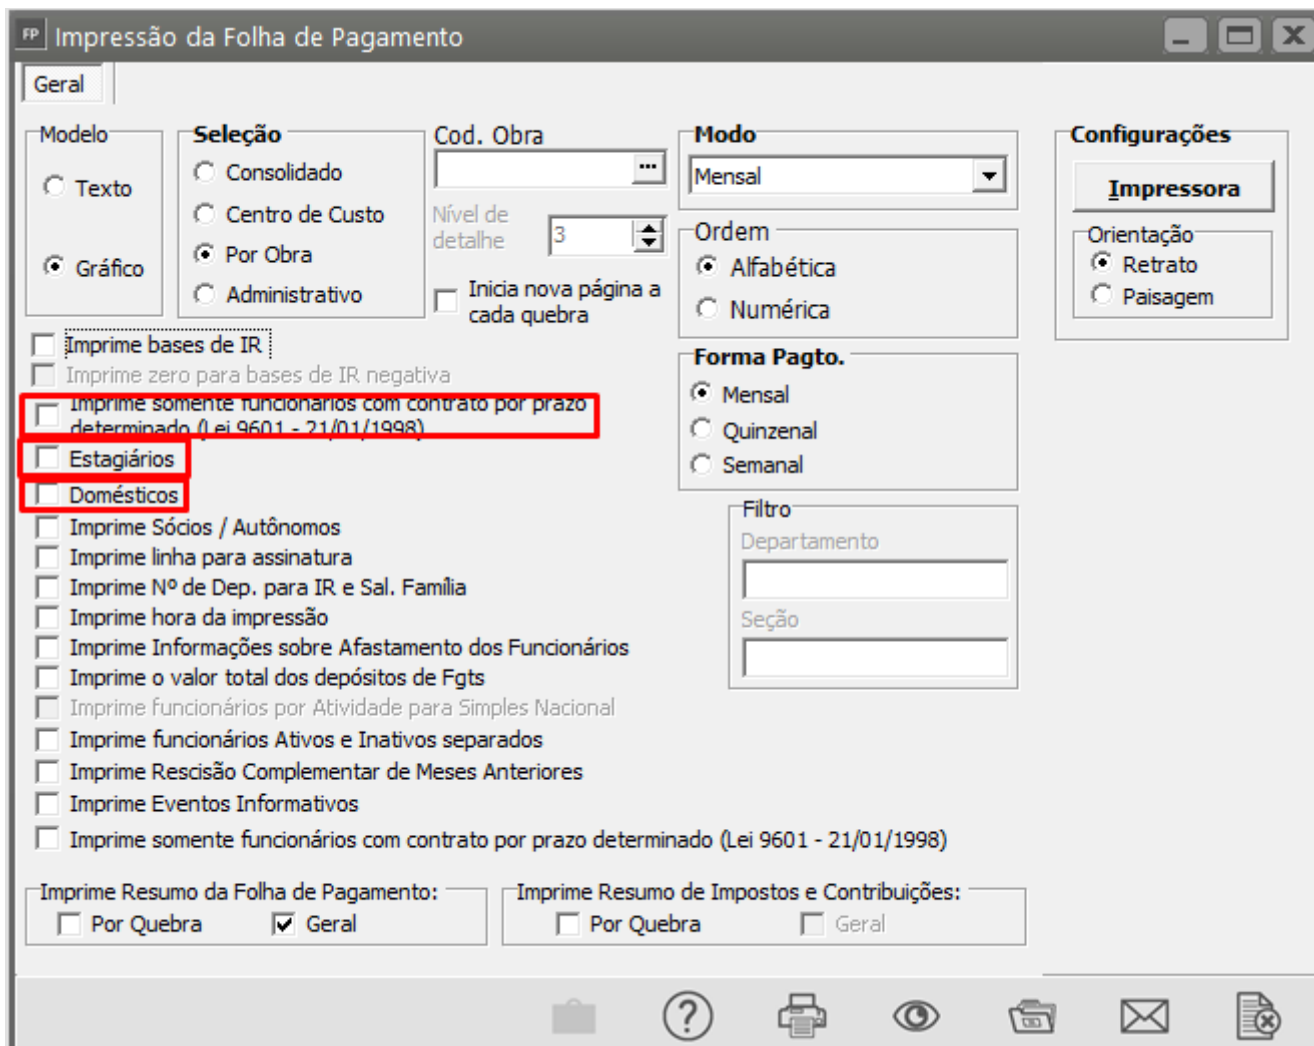 FP Impressão da Folha de Pagamento
Geral
Modelo
Texto
Gráfico
Seleção
Consolidado
Centro de Custo
Por Obra
Administrativo
Cod. Obra
...
Nível de
detalhe
3
Inicia nova página a
cada quebra
Modo
Mensal
Ordem
Alfabética
Numérica
Configurações
Impressora
Orientação
Retrato
Paisagem
Imprime bases de IR
Imprime zero para bases de IR negativa
Imprime somente funcionários com contrato por prazo
determinado (Lei 9601 - 21/01/1998)
Estagiários
Domésticos
Imprime Sócios / Autônomos
Imprime linha para assinatura
Imprime Nº de Dep. para IR e Sal. Família
Imprime hora da impressão
Imprime Informações sobre Afastamento dos Funcionários
Imprime o valor total dos depósitos de Fgts
Imprime funcionários por Atividade para Simples Nacional
Imprime funcionários Ativos e Inativos separados
Imprime Rescisão Complementar de Meses Anteriores
Imprime Eventos Informativos
Imprime somente funcionários com contrato por prazo determinado (Lei 9601 - 21/01/1998)
Forma Pagto.
Mensal
Quinzenal
Semanal
Filtro
Departamento
Seção
Imprime Resumo da Folha de Pagamento:
Por Quebra
Geral
Imprime Resumo de Impostos e Contribuições:
Por Quebra
Geral